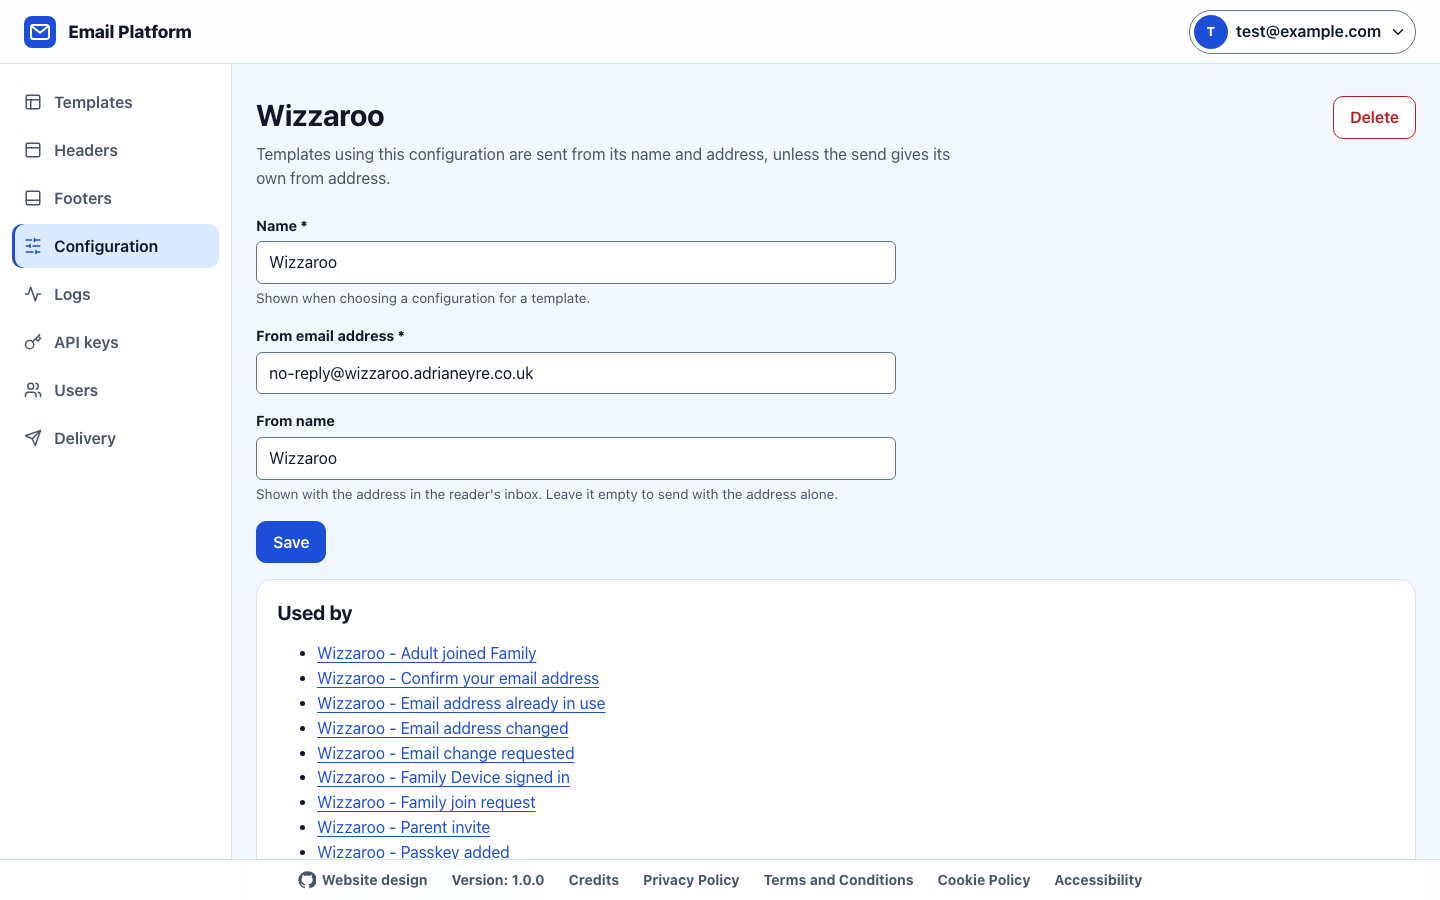 Email Platform
T test@example.com
Templates
Headers
Footers
Configuration
Logs
API keys
Users
Delivery
Wizzaroo
Delete
Templates using this configuration are sent from its name and address, unless the send gives its
own from address.
Name *
Wizzaroo
Shown when choosing a configuration for a template.
From email address *
no-reply@wizzaroo.adrianeyre.co.uk
From name
Wizzaroo
Shown with the address in the reader's inbox. Leave it empty to send with the address alone.
Save
Used by
Wizzaroo - Adult joined Family
Wizzaroo - Confirm your email address
Wizzaroo - Email address already in use
Wizzaroo - Email address changed
Wizzaroo - Email change requested
Wizzaroo - Family Device signed in
Wizzaroo - Family join request
Wizzaroo - Parent invite
Wizzaroo - Passkey added
Website design Version: 1.0.0 Credits Privacy Policy Terms and Conditions Cookie Policy Accessibility